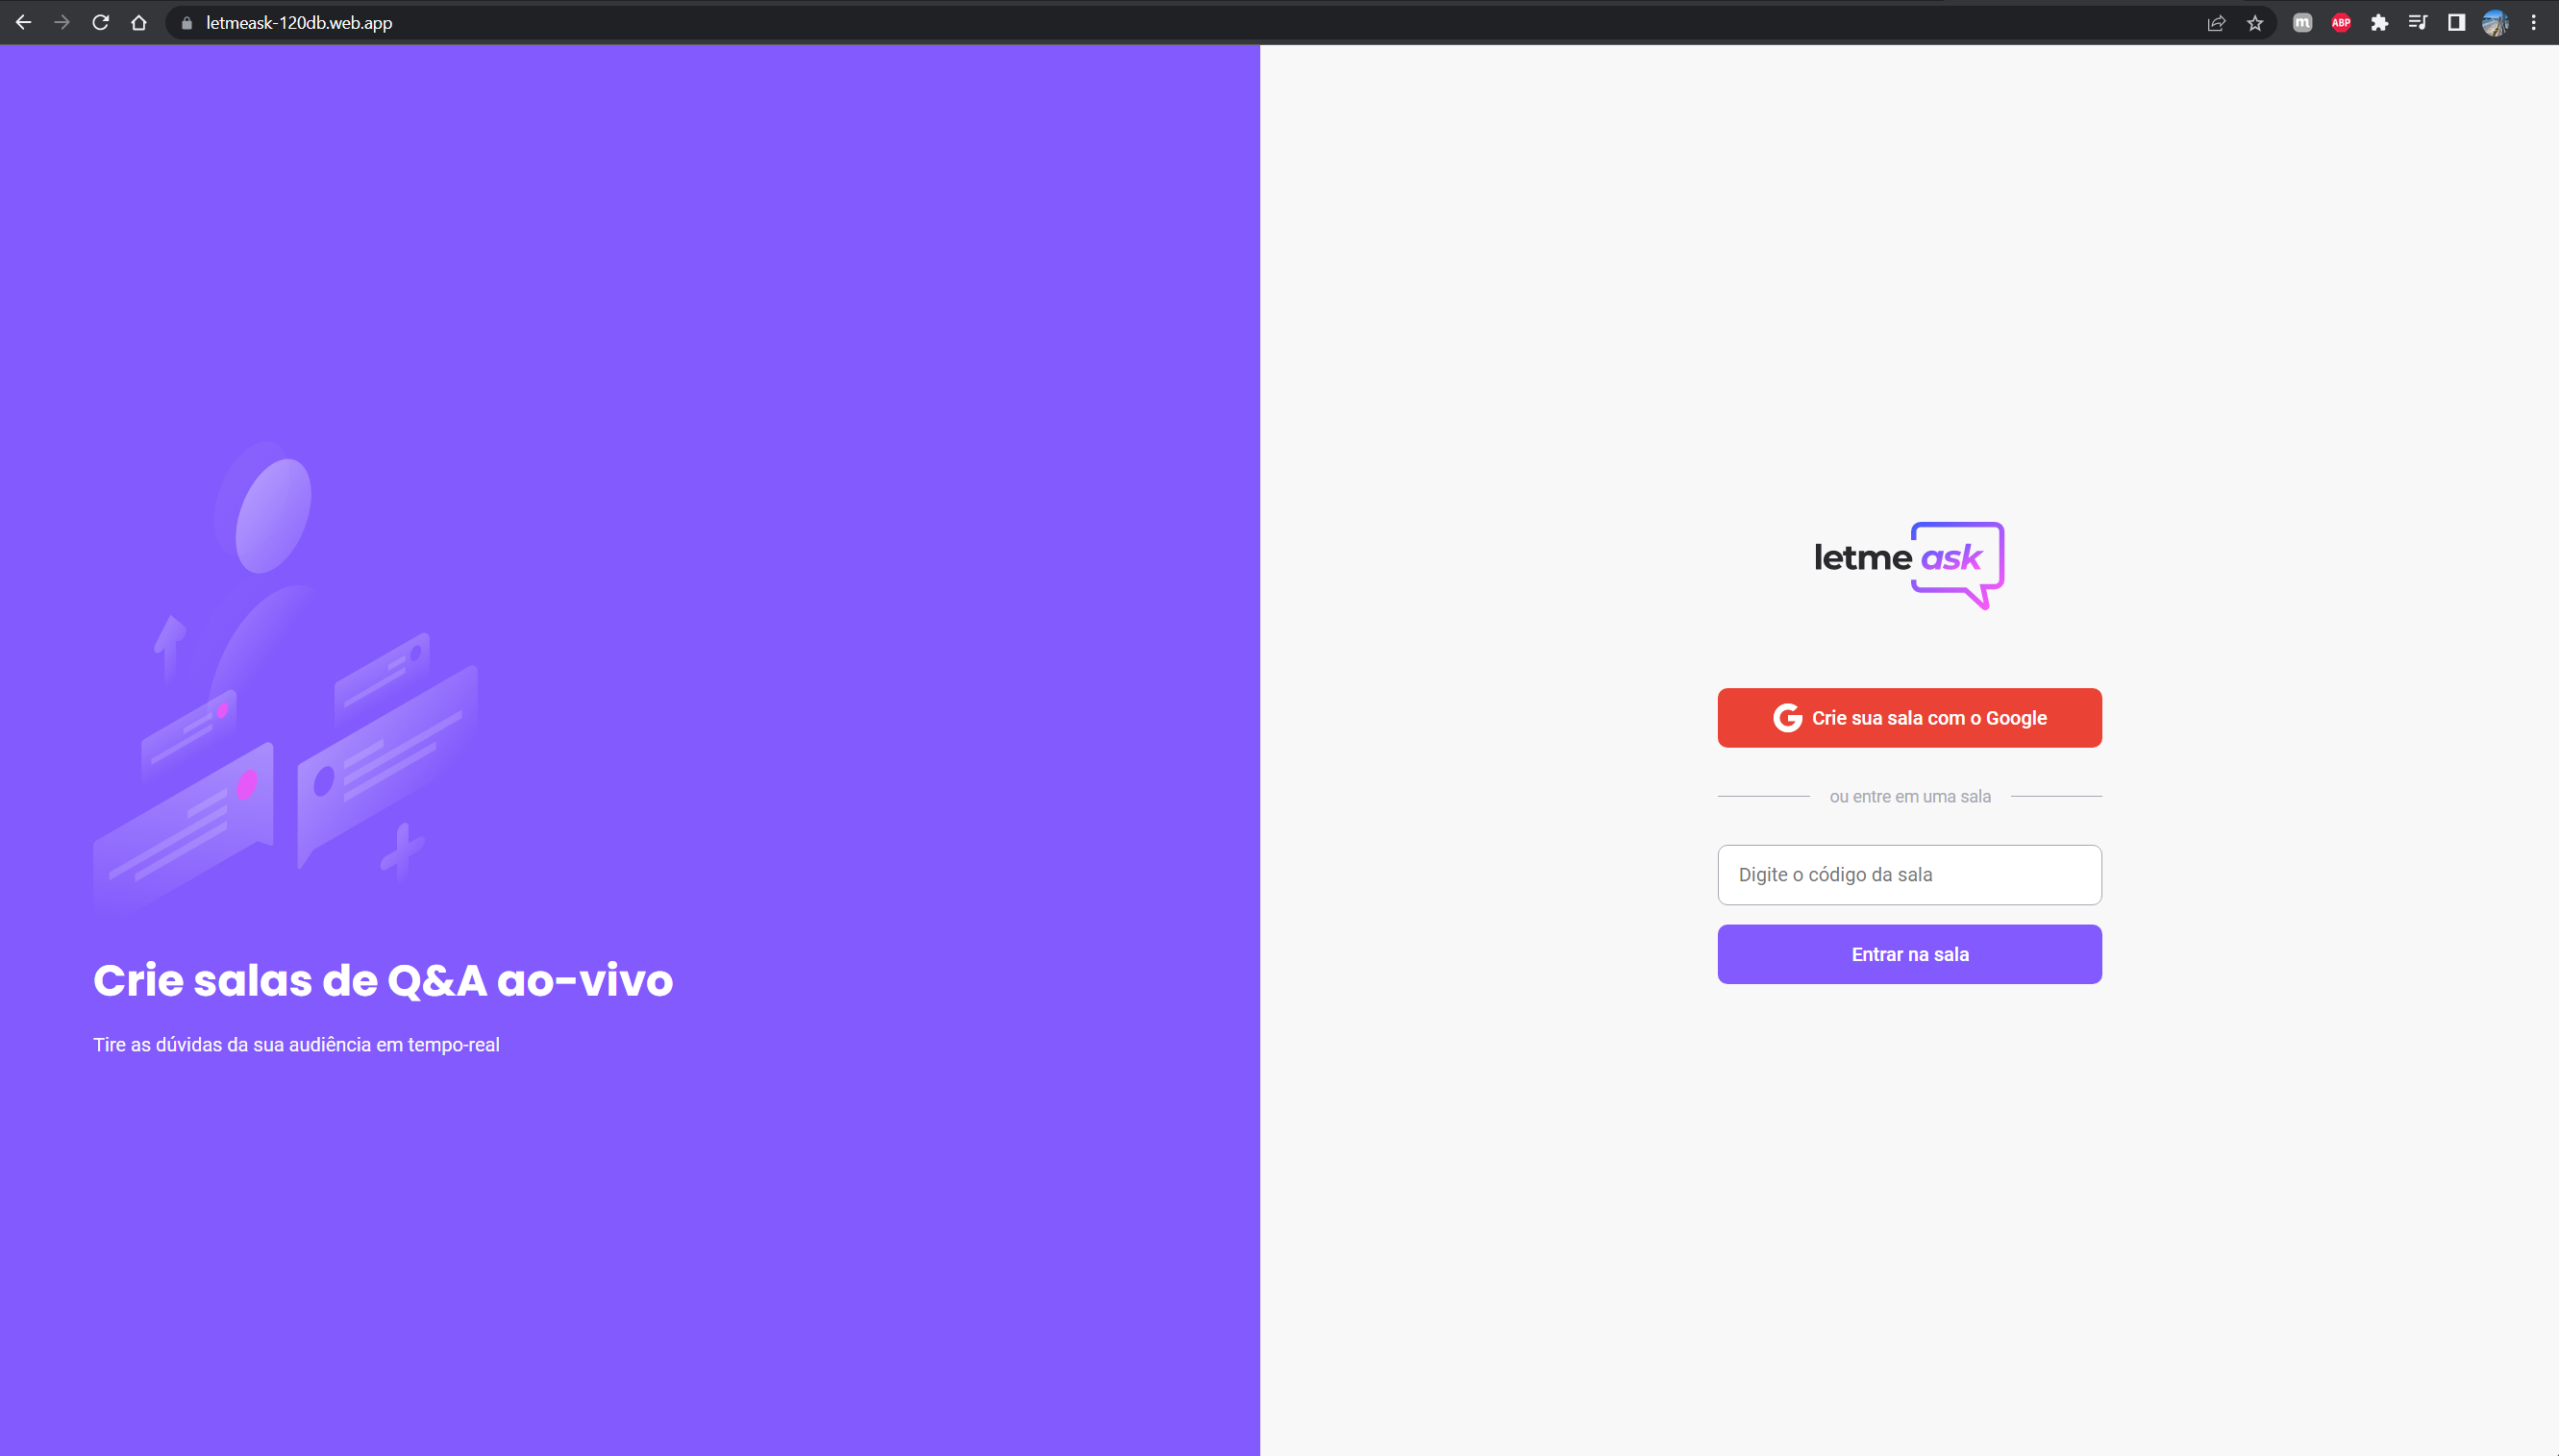 letmeask-120db.web.app
m
ABP
Crie salas de Q&A ao-vivo
Tire as dúvidas da sua audiência em tempo-real
letme ask
G Crie sua sala com o Google
ou entre em uma sala
Digite o código da sala
Entrar na sala